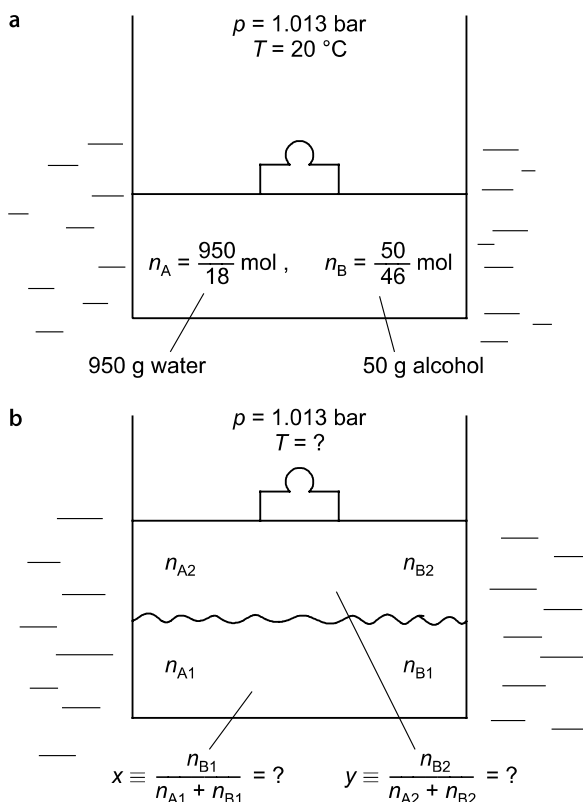 a
p = 1.013 bar
T = 20 °C
n_A = 950/18 mol , n_B = 50/46 mol
950 g water 50 g alcohol
b
p = 1.013 bar
T = ?
n_A2 n_B2
n_A1 n_B1
x ≡ n_B1/(n_A1 + n_B1) = ? y ≡ n_B2/(n_A2 + n_B2) = ?